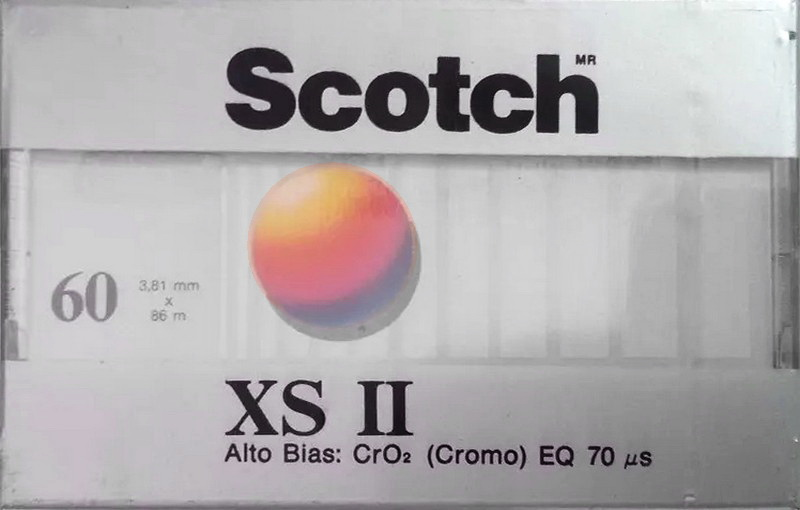 Scotch MR
60
3,81 mm
x
86 m
XS II
Alto Bias: CrO₂ (Cromo) EQ 70 µs